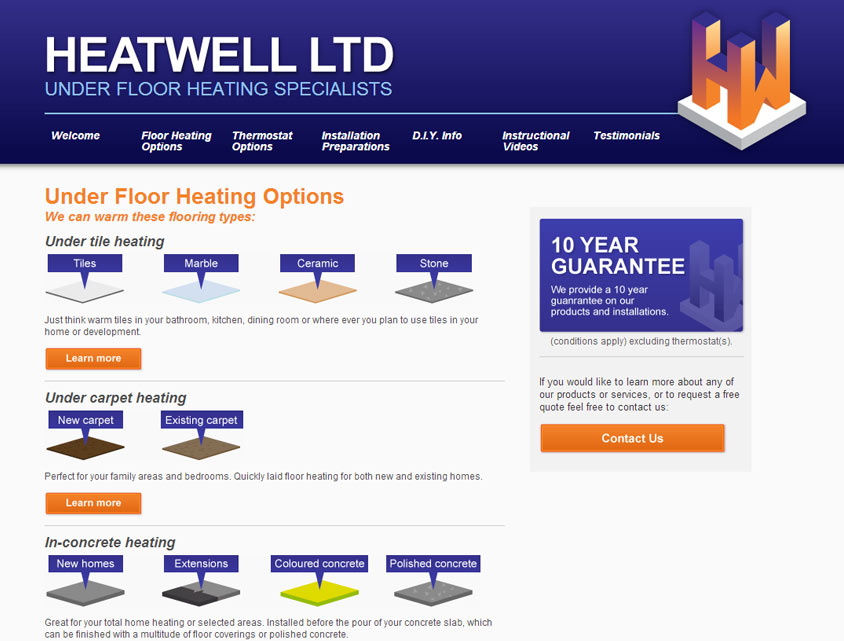 HEATWELL LTD
UNDER FLOOR HEATING SPECIALISTS
HW
Welcome
Floor Heating
Options
Thermostat
Options
Installation
Preparations
D.I.Y. Info
Instructional
Videos
Testimonials
Under Floor Heating Options
We can warm these flooring types:
Under tile heating
Tiles Marble Ceramic Stone
Just think warm tiles in your bathroom, kitchen, dining room or where ever you plan to use tiles in your
home or development.
Learn more
Under carpet heating
New carpet Existing carpet
Perfect for your family areas and bedrooms. Quickly laid floor heating for both new and existing homes.
Learn more
In-concrete heating
New homes Extensions Coloured concrete Polished concrete
Great for your total home heating or selected areas. Installed before the pour of your concrete slab, which
can be finished with a multitude of floor coverings or polished concrete.
10 YEAR
GUARANTEE
We provide a 10 year
guanrantee on our
products and installations.
HW
(conditions apply) excluding thermostat(s).
If you would like to learn more about any of
our products or services, or to request a free
quote feel free to contact us:
Contact Us